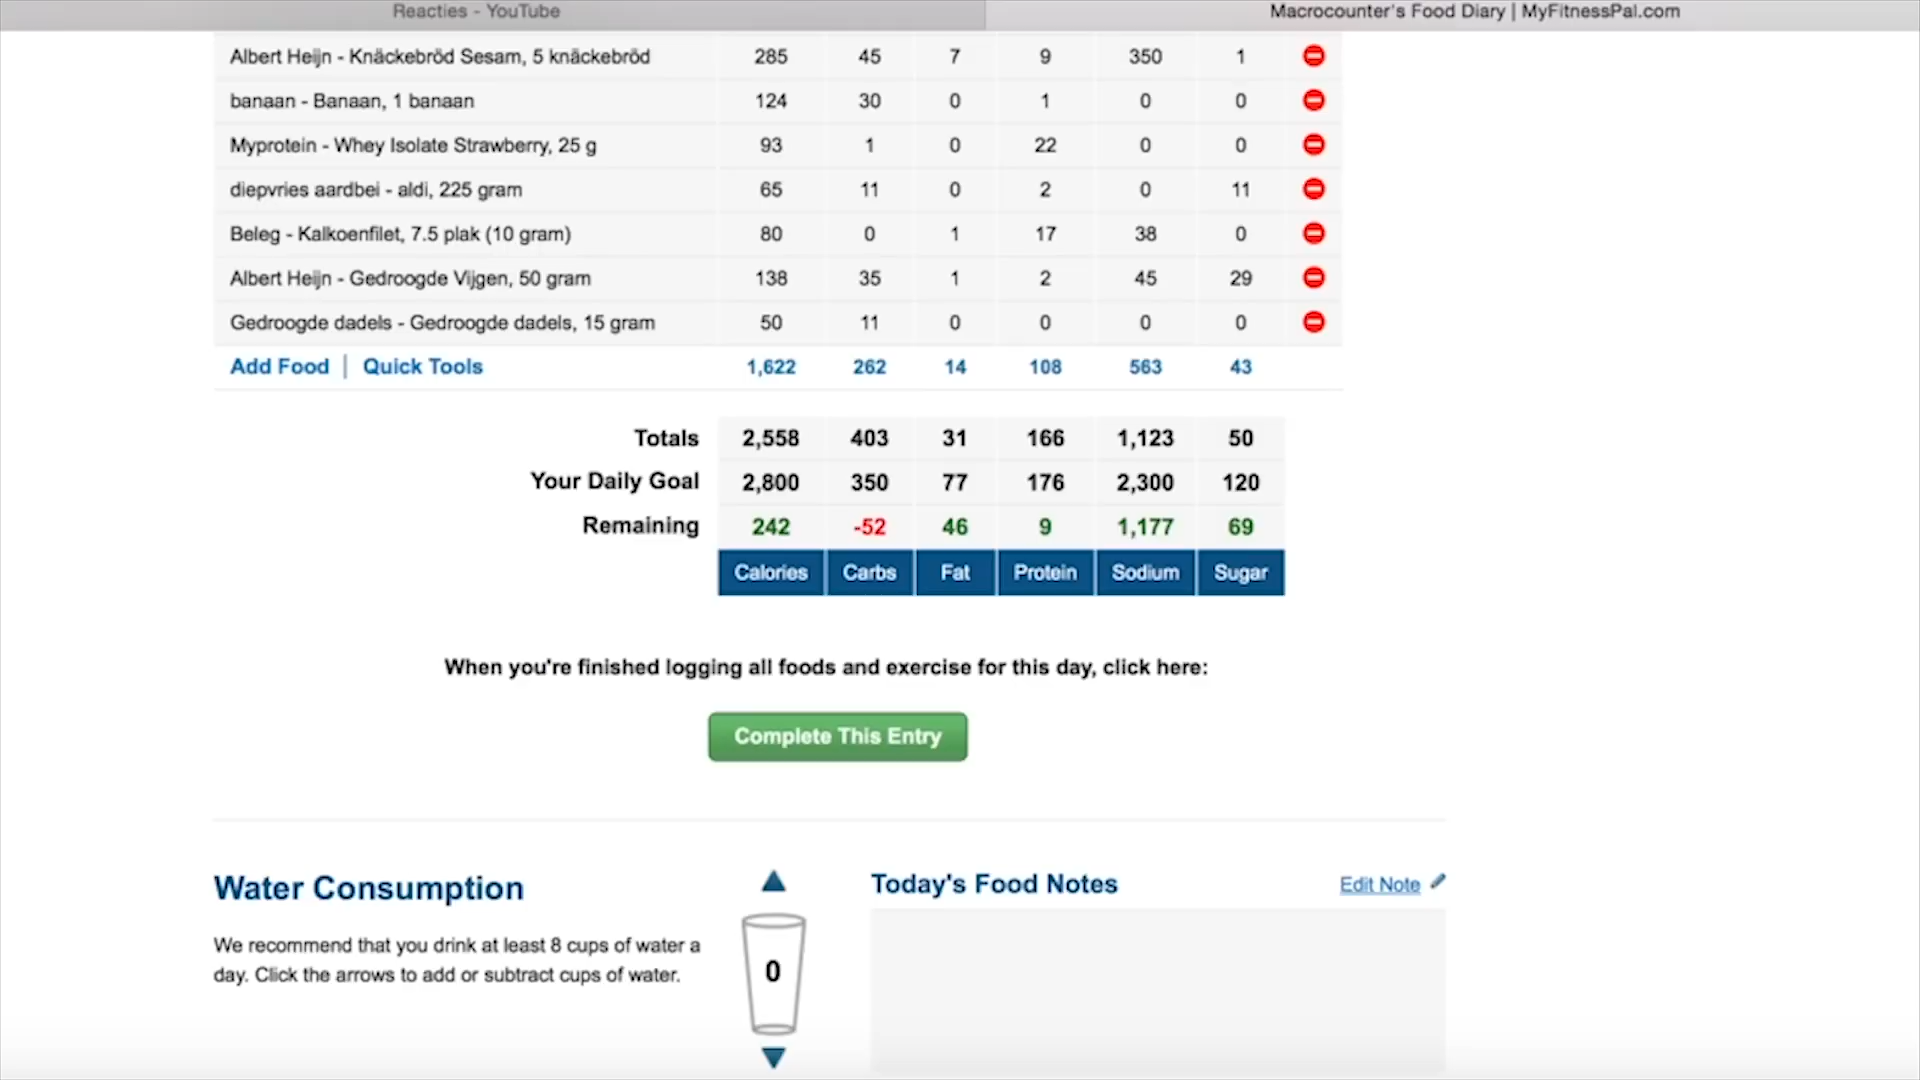 Reacties - YouTube
Macrocounter's Food Diary | MyFitnessPal.com
Albert Heijn - Knäckebröd Sesam, 5 knäckebröd 285 45 7 9 350 1
banaan - Banaan, 1 banaan 124 30 0 1 0 0
Myprotein - Whey Isolate Strawberry, 25 g 93 1 0 22 0 0
diepvries aardbei - aldi, 225 gram 65 11 0 2 0 11
Beleg - Kalkoenfilet, 7.5 plak (10 gram) 80 0 1 17 38 0
Albert Heijn - Gedroogde Vijgen, 50 gram 138 35 1 2 45 29
Gedroogde dadels - Gedroogde dadels, 15 gram 50 11 0 0 0 0
Add Food | Quick Tools 1,622 262 14 108 563 43
Totals 2,558 403 31 166 1,123 50
Your Daily Goal 2,800 350 77 176 2,300 120
Remaining 242 -52 46 9 1,177 69
Calories Carbs Fat Protein Sodium Sugar
When you're finished logging all foods and exercise for this day, click here:
Complete This Entry
Water Consumption
We recommend that you drink at least 8 cups of water a
day. Click the arrows to add or subtract cups of water.
0
Today's Food Notes
Edit Note